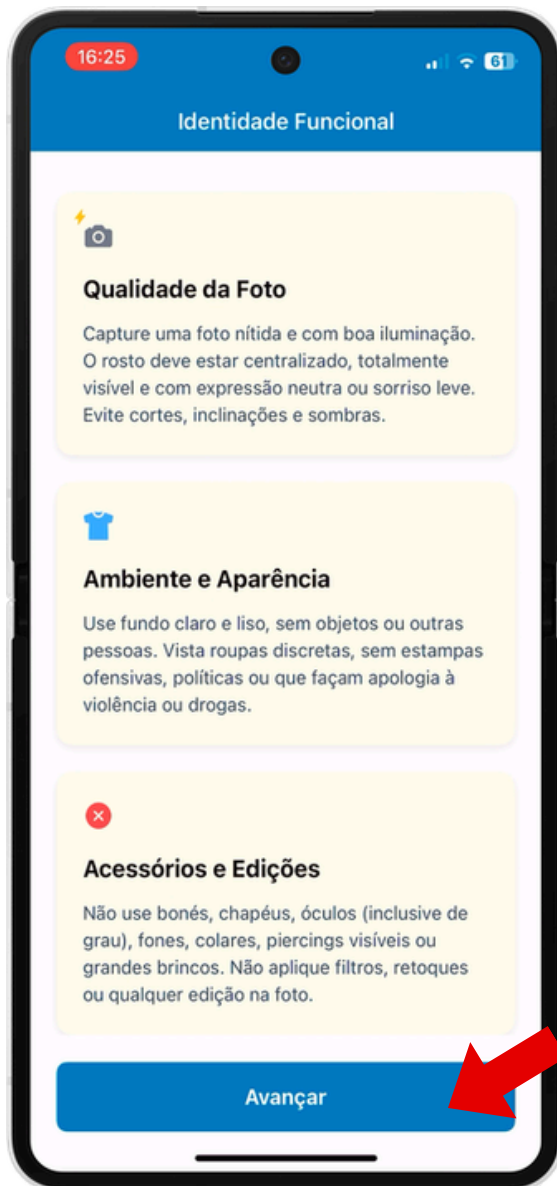 16:25
61
Identidade Funcional
Qualidade da Foto
Capture uma foto nítida e com boa iluminação.
O rosto deve estar centralizado, totalmente
visível e com expressão neutra ou sorriso leve.
Evite cortes, inclinações e sombras.
Ambiente e Aparência
Use fundo claro e liso, sem objetos ou outras
pessoas. Vista roupas discretas, sem estampas
ofensivas, políticas ou que façam apologia à
violência ou drogas.
Acessórios e Edições
Não use bonés, chapéus, óculos (inclusive de
grau), fones, colares, piercings visíveis ou
grandes brincos. Não aplique filtros, retoques
ou qualquer edição na foto.
Avançar